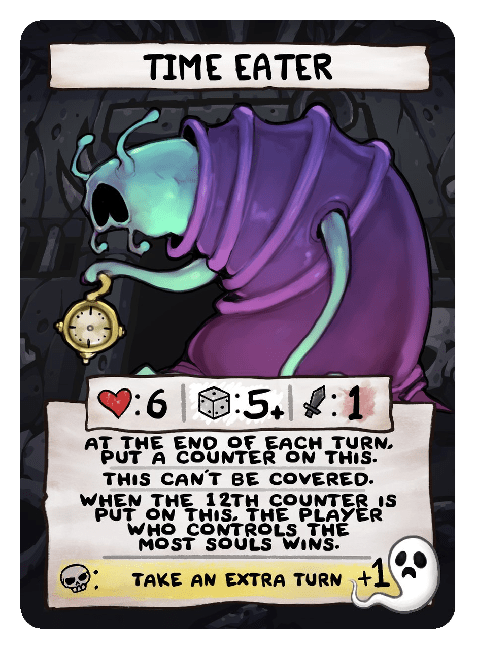 TIME EATER
:6 :5+ :1
AT THE END OF EACH TURN,
PUT A COUNTER ON THIS.
THIS CAN'T BE COVERED.
WHEN THE 12TH COUNTER IS
PUT ON THIS, THE PLAYER
WHO CONTROLS THE
MOST SOULS WINS.
: TAKE AN EXTRA TURN +1